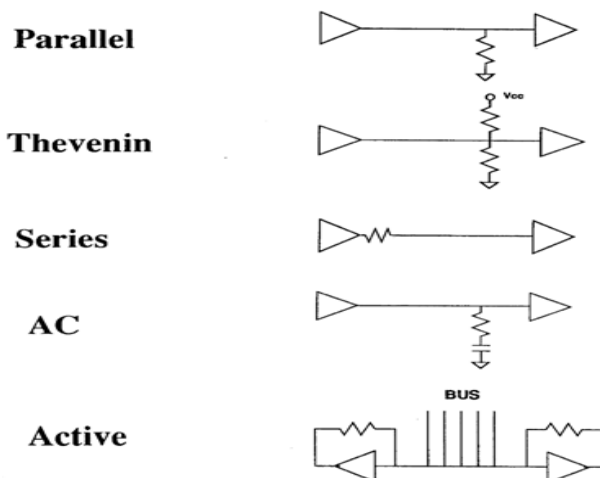 Parallel
Vcc
Thevenin
Series
AC
BUS
Active